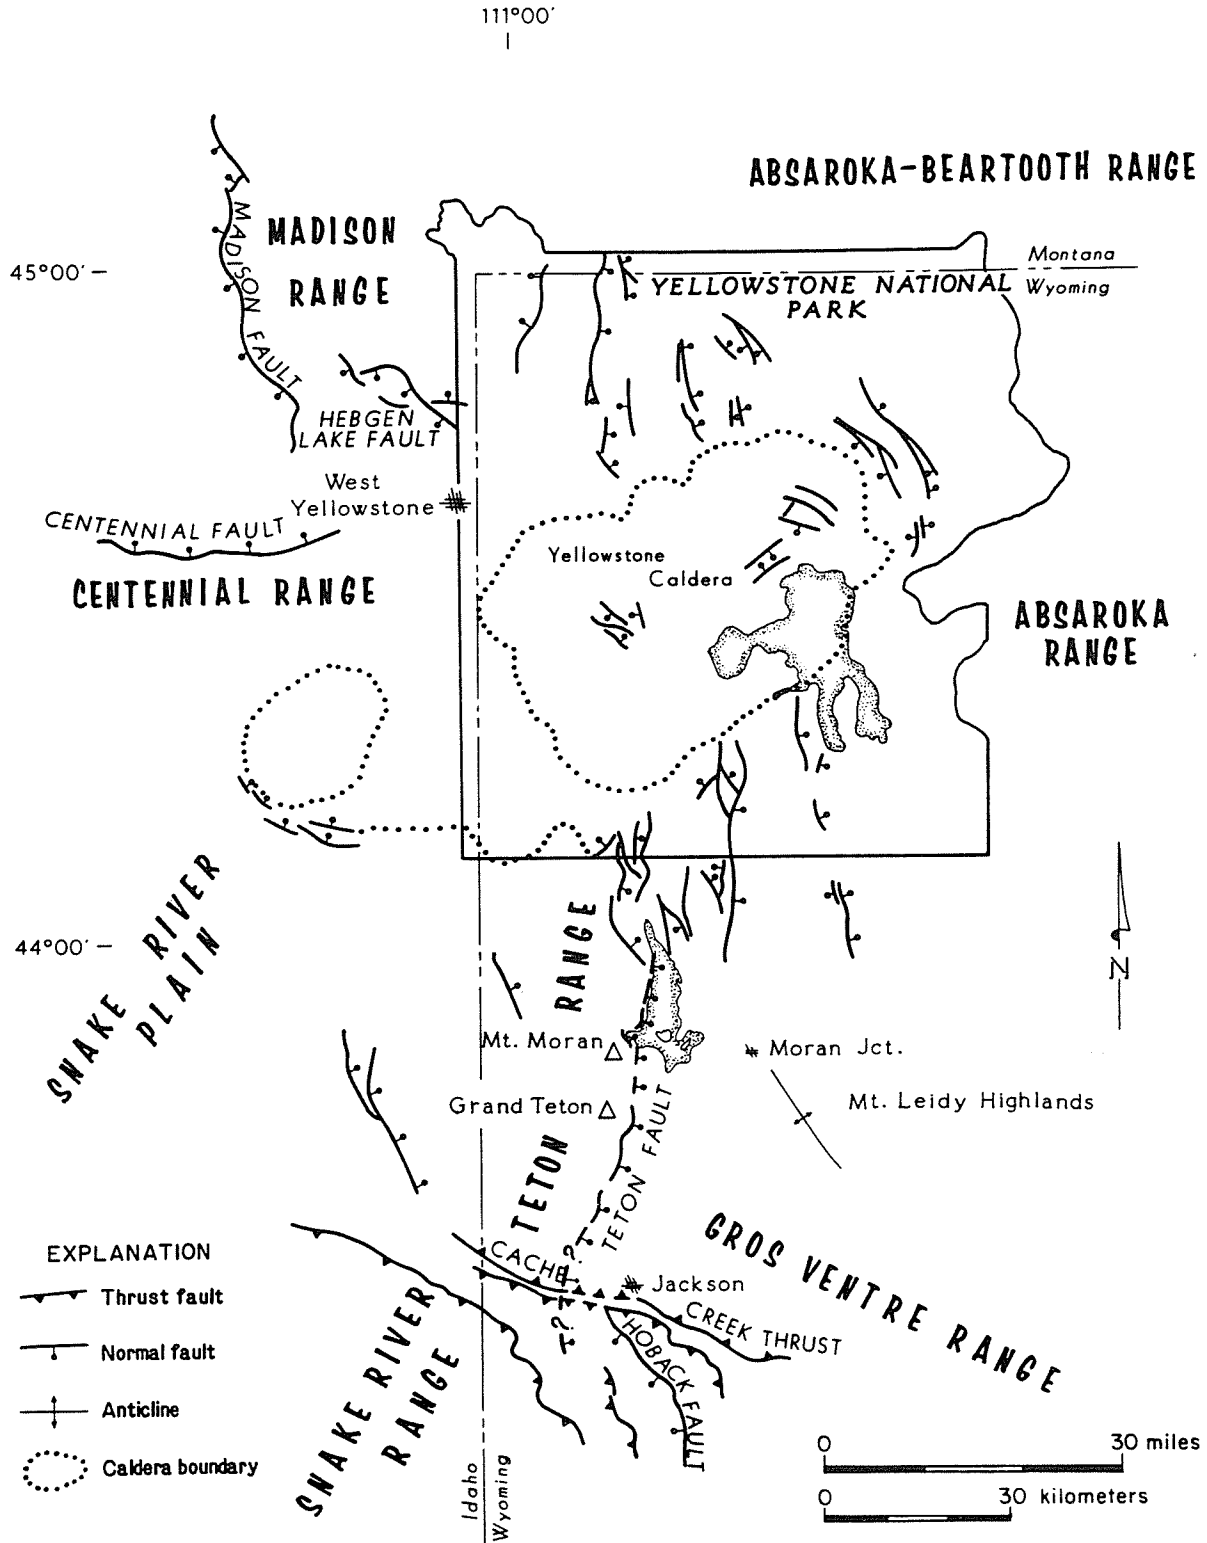 111°00'
ABSAROKA-BEARTOOTH RANGE
MADISON
RANGE
MADISON FAULT
45°00'
Montana
Wyoming
YELLOWSTONE NATIONAL
PARK
HEBGEN
LAKE FAULT
West
Yellowstone
CENTENNIAL FAULT
CENTENNIAL RANGE
Yellowstone
Caldera
ABSAROKA
RANGE
SNAKE RIVER
PLAIN
44°00'
N
TETON RANGE
Mt. Moran
Moran Jct.
Grand Teton
Mt. Leidy Highlands
TETON FAULT
GROS VENTRE RANGE
?
CACHE
Jackson
CREEK THRUST
?
HOBACK FAULT
SNAKE RIVER
RANGE
Idaho
Wyoming
EXPLANATION
Thrust fault
Normal fault
Anticline
Caldera boundary
0 30 miles
0 30 kilometers